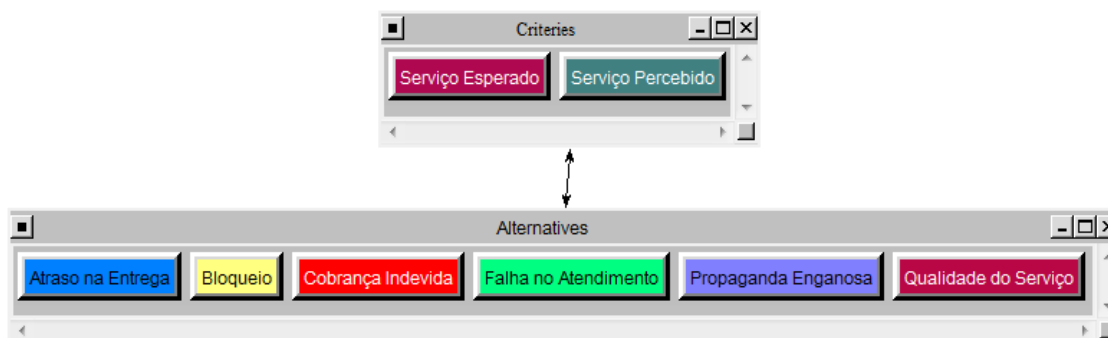 Criteries
Serviço Esperado Serviço Percebido
Alternatives
Atraso na Entrega Bloqueio Cobrança Indevida Falha no Atendimento Propaganda Enganosa Qualidade do Serviço